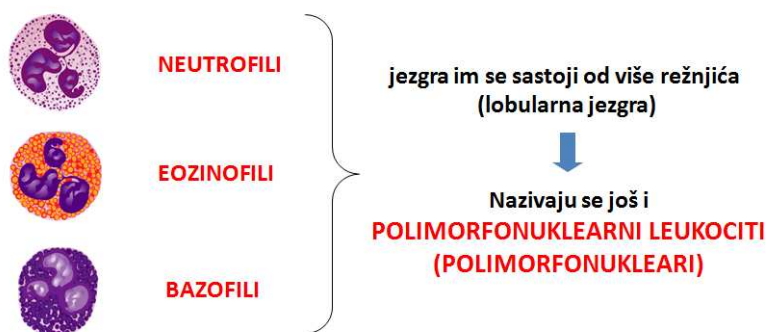 NEUTROFILI
EOZINOFILI
BAZOFILI
jezgra im se sastoji od više režnjića
(lobularna jezgra)
Nazivaju se još i
POLIMORFONUKLEARNI LEUKOCITI
(POLIMORFONUKLEARI)